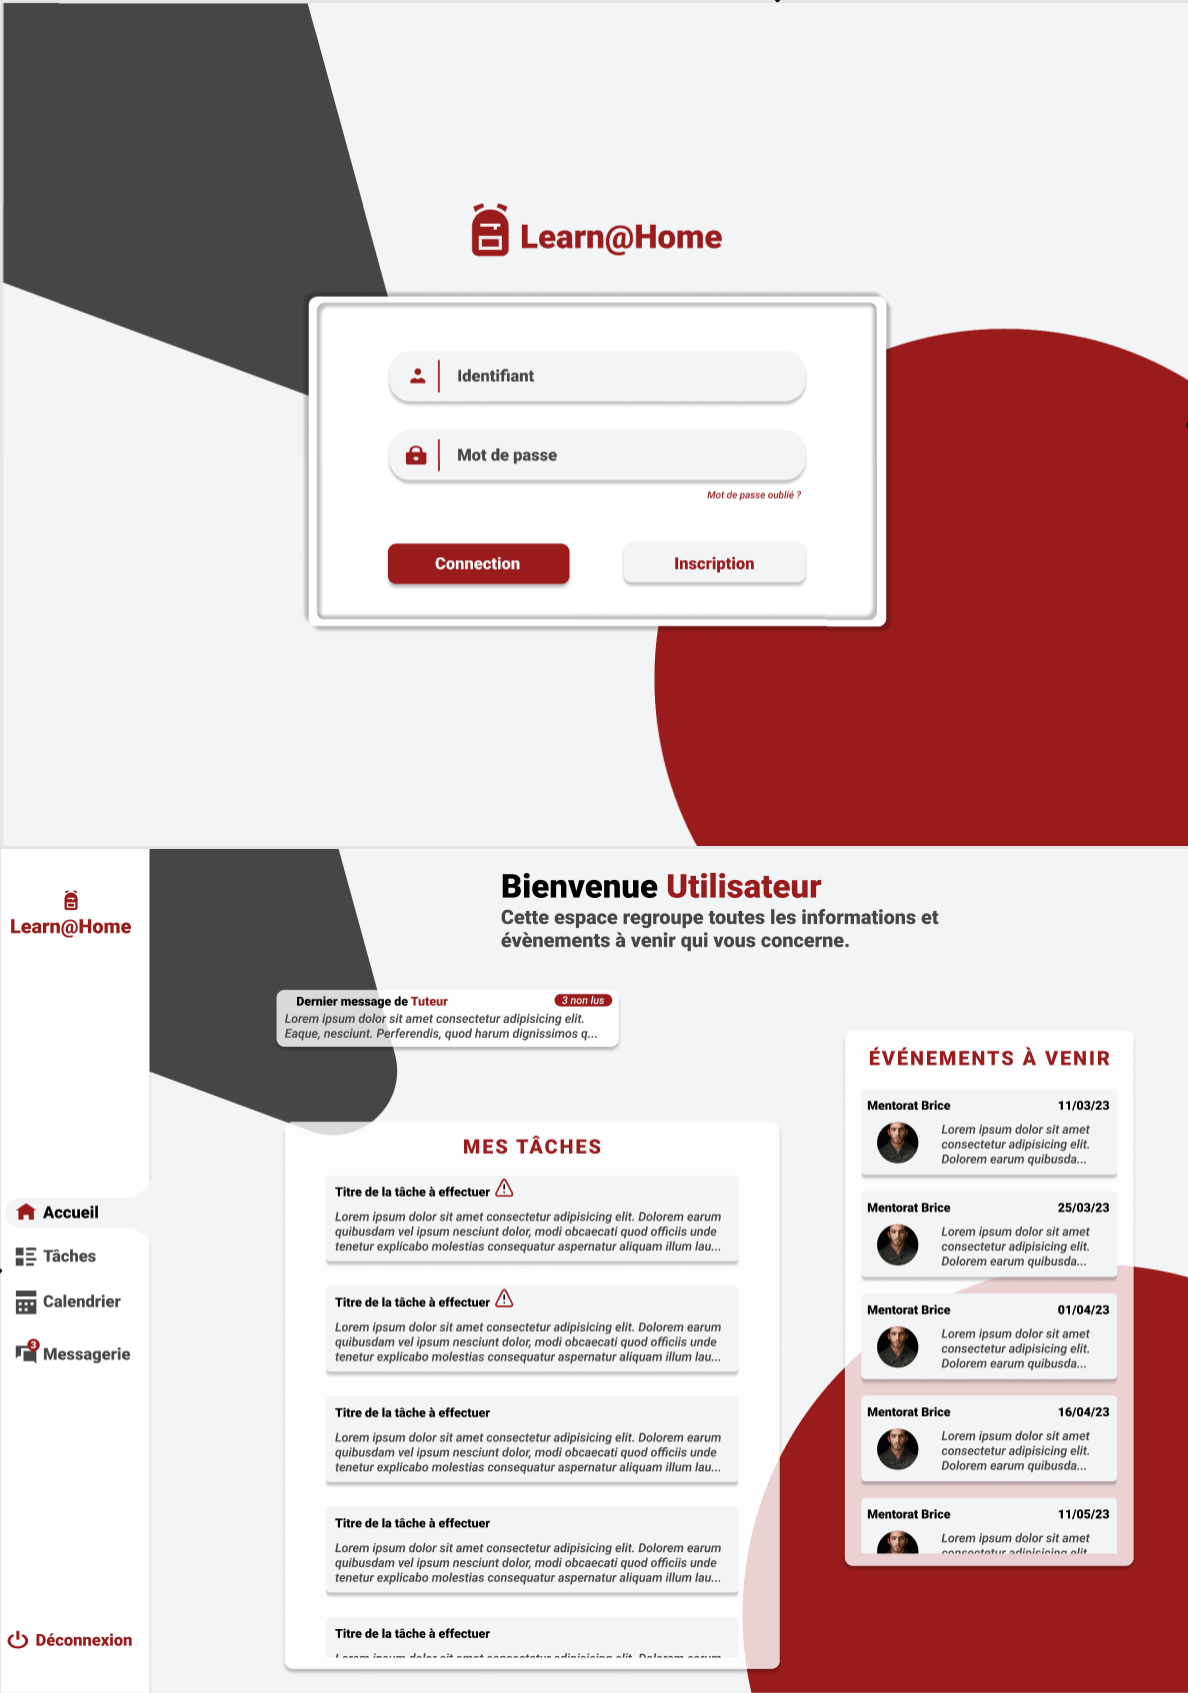 Learn@Home
Identifiant
Mot de passe
Mot de passe oublié ?
Connection
Inscription
Learn@Home
Accueil
Tâches
Calendrier
3
Messagerie
Déconnexion
Bienvenue Utilisateur
Cette espace regroupe toutes les informations et
évènements à venir qui vous concerne.
Dernier message de Tuteur
3 non lus
Lorem ipsum dolor sit amet consectetur adipisicing elit.
Eaque, nesciunt. Perferendis, quod harum dignissimos q...
MES TÂCHES
Titre de la tâche à effectuer
Lorem ipsum dolor sit amet consectetur adipisicing elit. Dolorem earum
quibusdam vel ipsum nesciunt dolor, modi obcaecati quod officiis unde
tenetur explicabo molestias consequatur aspernatur aliquam illum lau...
Titre de la tâche à effectuer
Lorem ipsum dolor sit amet consectetur adipisicing elit. Dolorem earum
quibusdam vel ipsum nesciunt dolor, modi obcaecati quod officiis unde
tenetur explicabo molestias consequatur aspernatur aliquam illum lau...
Titre de la tâche à effectuer
Lorem ipsum dolor sit amet consectetur adipisicing elit. Dolorem earum
quibusdam vel ipsum nesciunt dolor, modi obcaecati quod officiis unde
tenetur explicabo molestias consequatur aspernatur aliquam illum lau...
Titre de la tâche à effectuer
Lorem ipsum dolor sit amet consectetur adipisicing elit. Dolorem earum
quibusdam vel ipsum nesciunt dolor, modi obcaecati quod officiis unde
tenetur explicabo molestias consequatur aspernatur aliquam illum lau...
Titre de la tâche à effectuer
Lorem ipsum dolor sit amet consectetur adipisicing elit. Dolorem earum
ÉVÉNEMENTS À VENIR
Mentorat Brice 11/03/23
Lorem ipsum dolor sit amet
consectetur adipisicing elit.
Dolorem earum quibusda...
Mentorat Brice 25/03/23
Lorem ipsum dolor sit amet
consectetur adipisicing elit.
Dolorem earum quibusda...
Mentorat Brice 01/04/23
Lorem ipsum dolor sit amet
consectetur adipisicing elit.
Dolorem earum quibusda...
Mentorat Brice 16/04/23
Lorem ipsum dolor sit amet
consectetur adipisicing elit.
Dolorem earum quibusda...
Mentorat Brice 11/05/23
Lorem ipsum dolor sit amet
consectetur adipisicing elit.